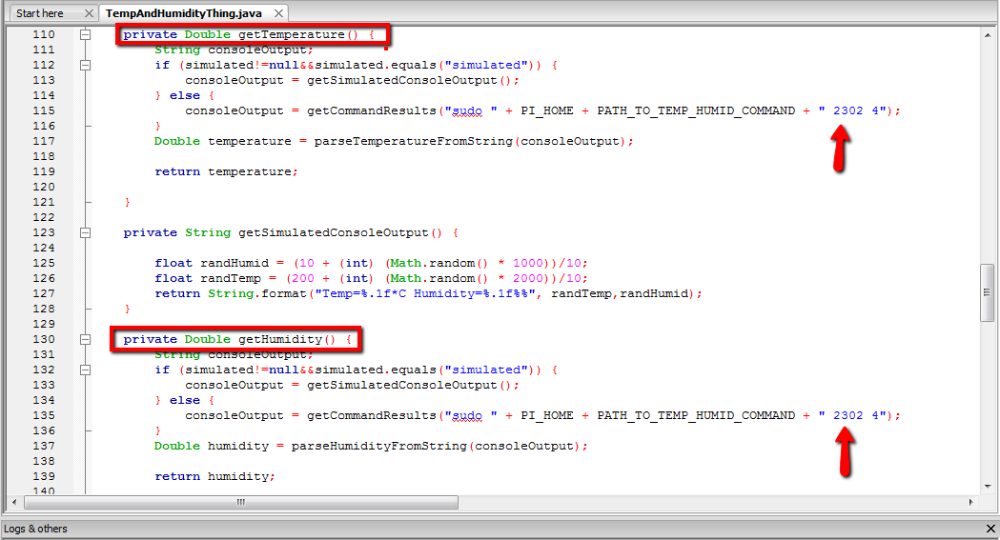 Start here
TempAndHumidityThing.java
110 private Double getTemperature() {
111 String consoleOutput;
112 if (simulated!=null&&simulated.equals("simulated")) {
113 consoleOutput = getSimulatedConsoleOutput();
114 } else {
115 consoleOutput = getCommandResults("sudo " + PI_HOME + PATH_TO_TEMP_HUMID_COMMAND + " 2302 4");
116 }
117 Double temperature = parseTemperatureFromString(consoleOutput);
118
119 return temperature;
120
121 }
122
123 private String getSimulatedConsoleOutput() {
124
125 float randHumid = (10 + (int) (Math.random() * 1000))/10;
126 float randTemp = (200 + (int) (Math.random() * 2000))/10;
127 return String.format("Temp=%.1f*C Humidity=%.1f%%", randTemp,randHumid);
128 }
129
130 private Double getHumidity() {
131 String consoleOutput;
132 if (simulated!=null&&simulated.equals("simulated")) {
133 consoleOutput = getSimulatedConsoleOutput();
134 } else {
135 consoleOutput = getCommandResults("sudo " + PI_HOME + PATH_TO_TEMP_HUMID_COMMAND + " 2302 4");
136 }
137 Double humidity = parseHumidityFromString(consoleOutput);
138
139 return humidity;
140
Logs & others